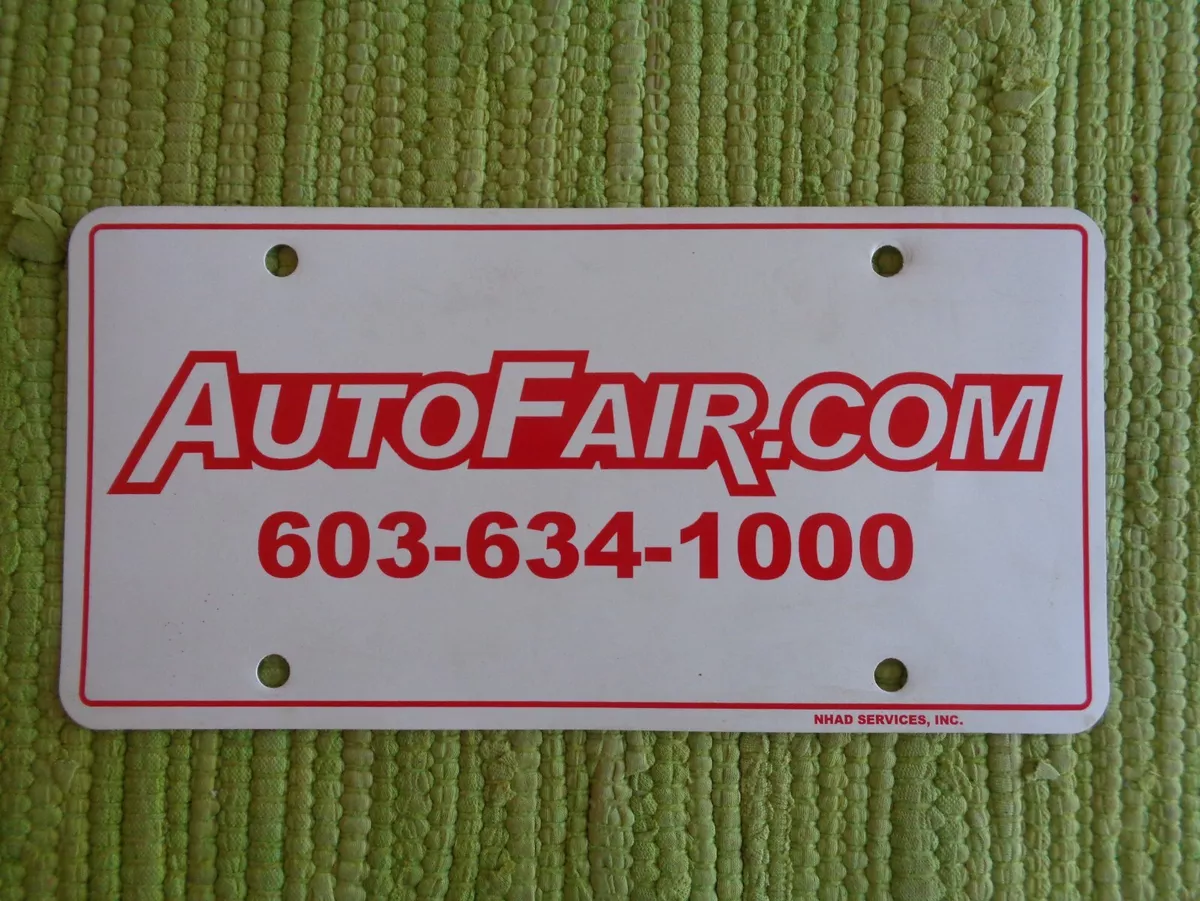 AUTOFAIR.COM
603-634-1000
NHAD SERVICES, INC.